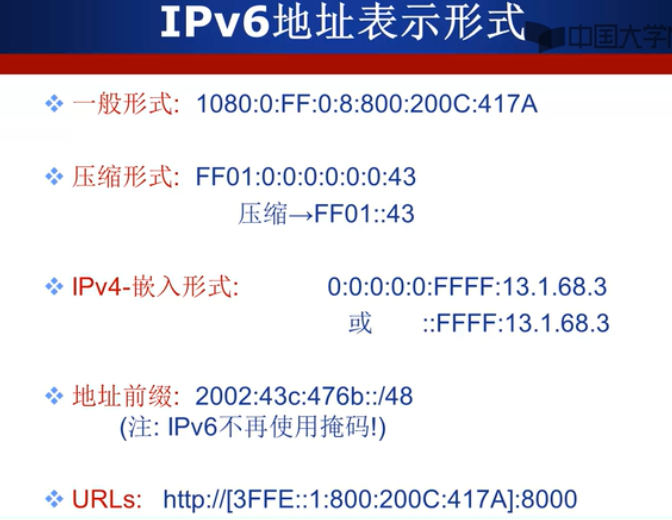 IPv6地址表示形式
中国大学
一般形式: 1080:0:FF:0:8:800:200C:417A
压缩形式: FF01:0:0:0:0:0:0:43
压缩→FF01::43
IPv4-嵌入形式: 0:0:0:0:0:FFFF:13.1.68.3
或 ::FFFF:13.1.68.3
地址前缀: 2002:43c:476b::/48
(注: IPv6不再使用掩码!)
URLs: http://[3FFE::1:800:200C:417A]:8000